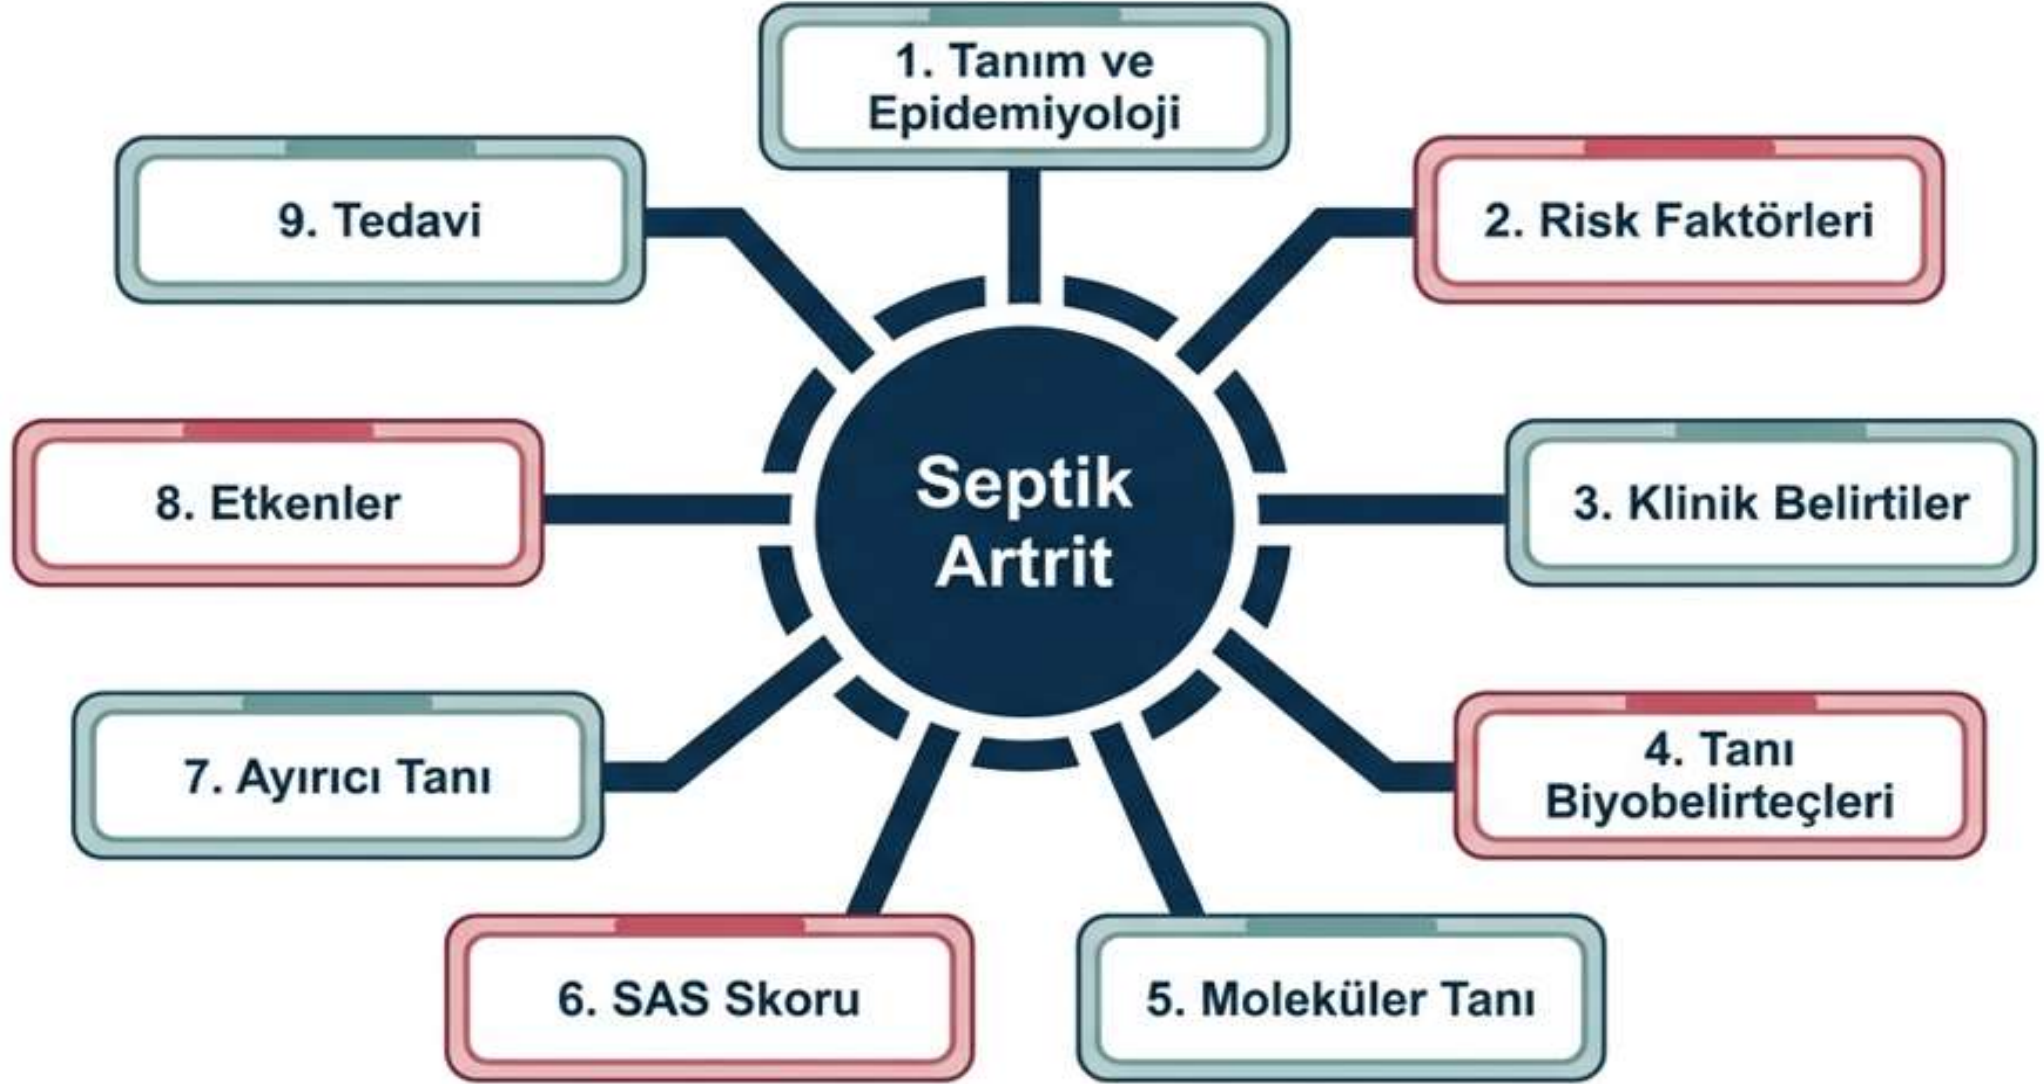 Septik
Artrit
1. Tanım ve
Epidemiyoloji
2. Risk Faktörleri
3. Klinik Belirtiler
4. Tanı
Biyobelirteçleri
5. Moleküler Tanı
6. SAS Skoru
7. Ayırıcı Tanı
8. Etkenler
9. Tedavi